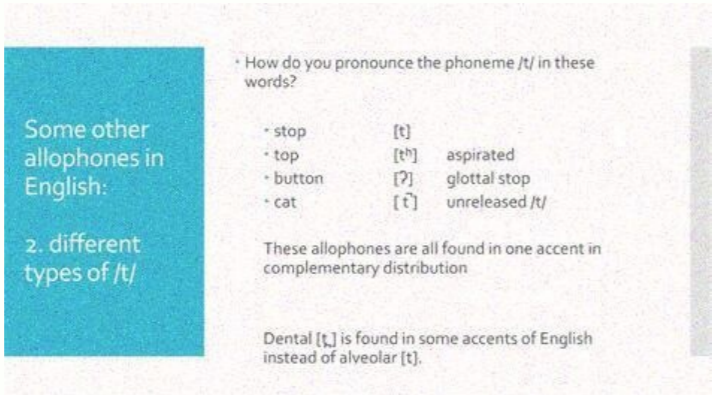 Some other
allophones in
English:
2. different
types of /t/
· How do you pronounce the phoneme /t/ in these
words?
· stop [t]
· top [tʰ] aspirated
· button [ʔ] glottal stop
· cat [t̚] unreleased /t/
These allophones are all found in one accent in
complementary distribution
Dental [t̪] is found in some accents of English
instead of alveolar [t].